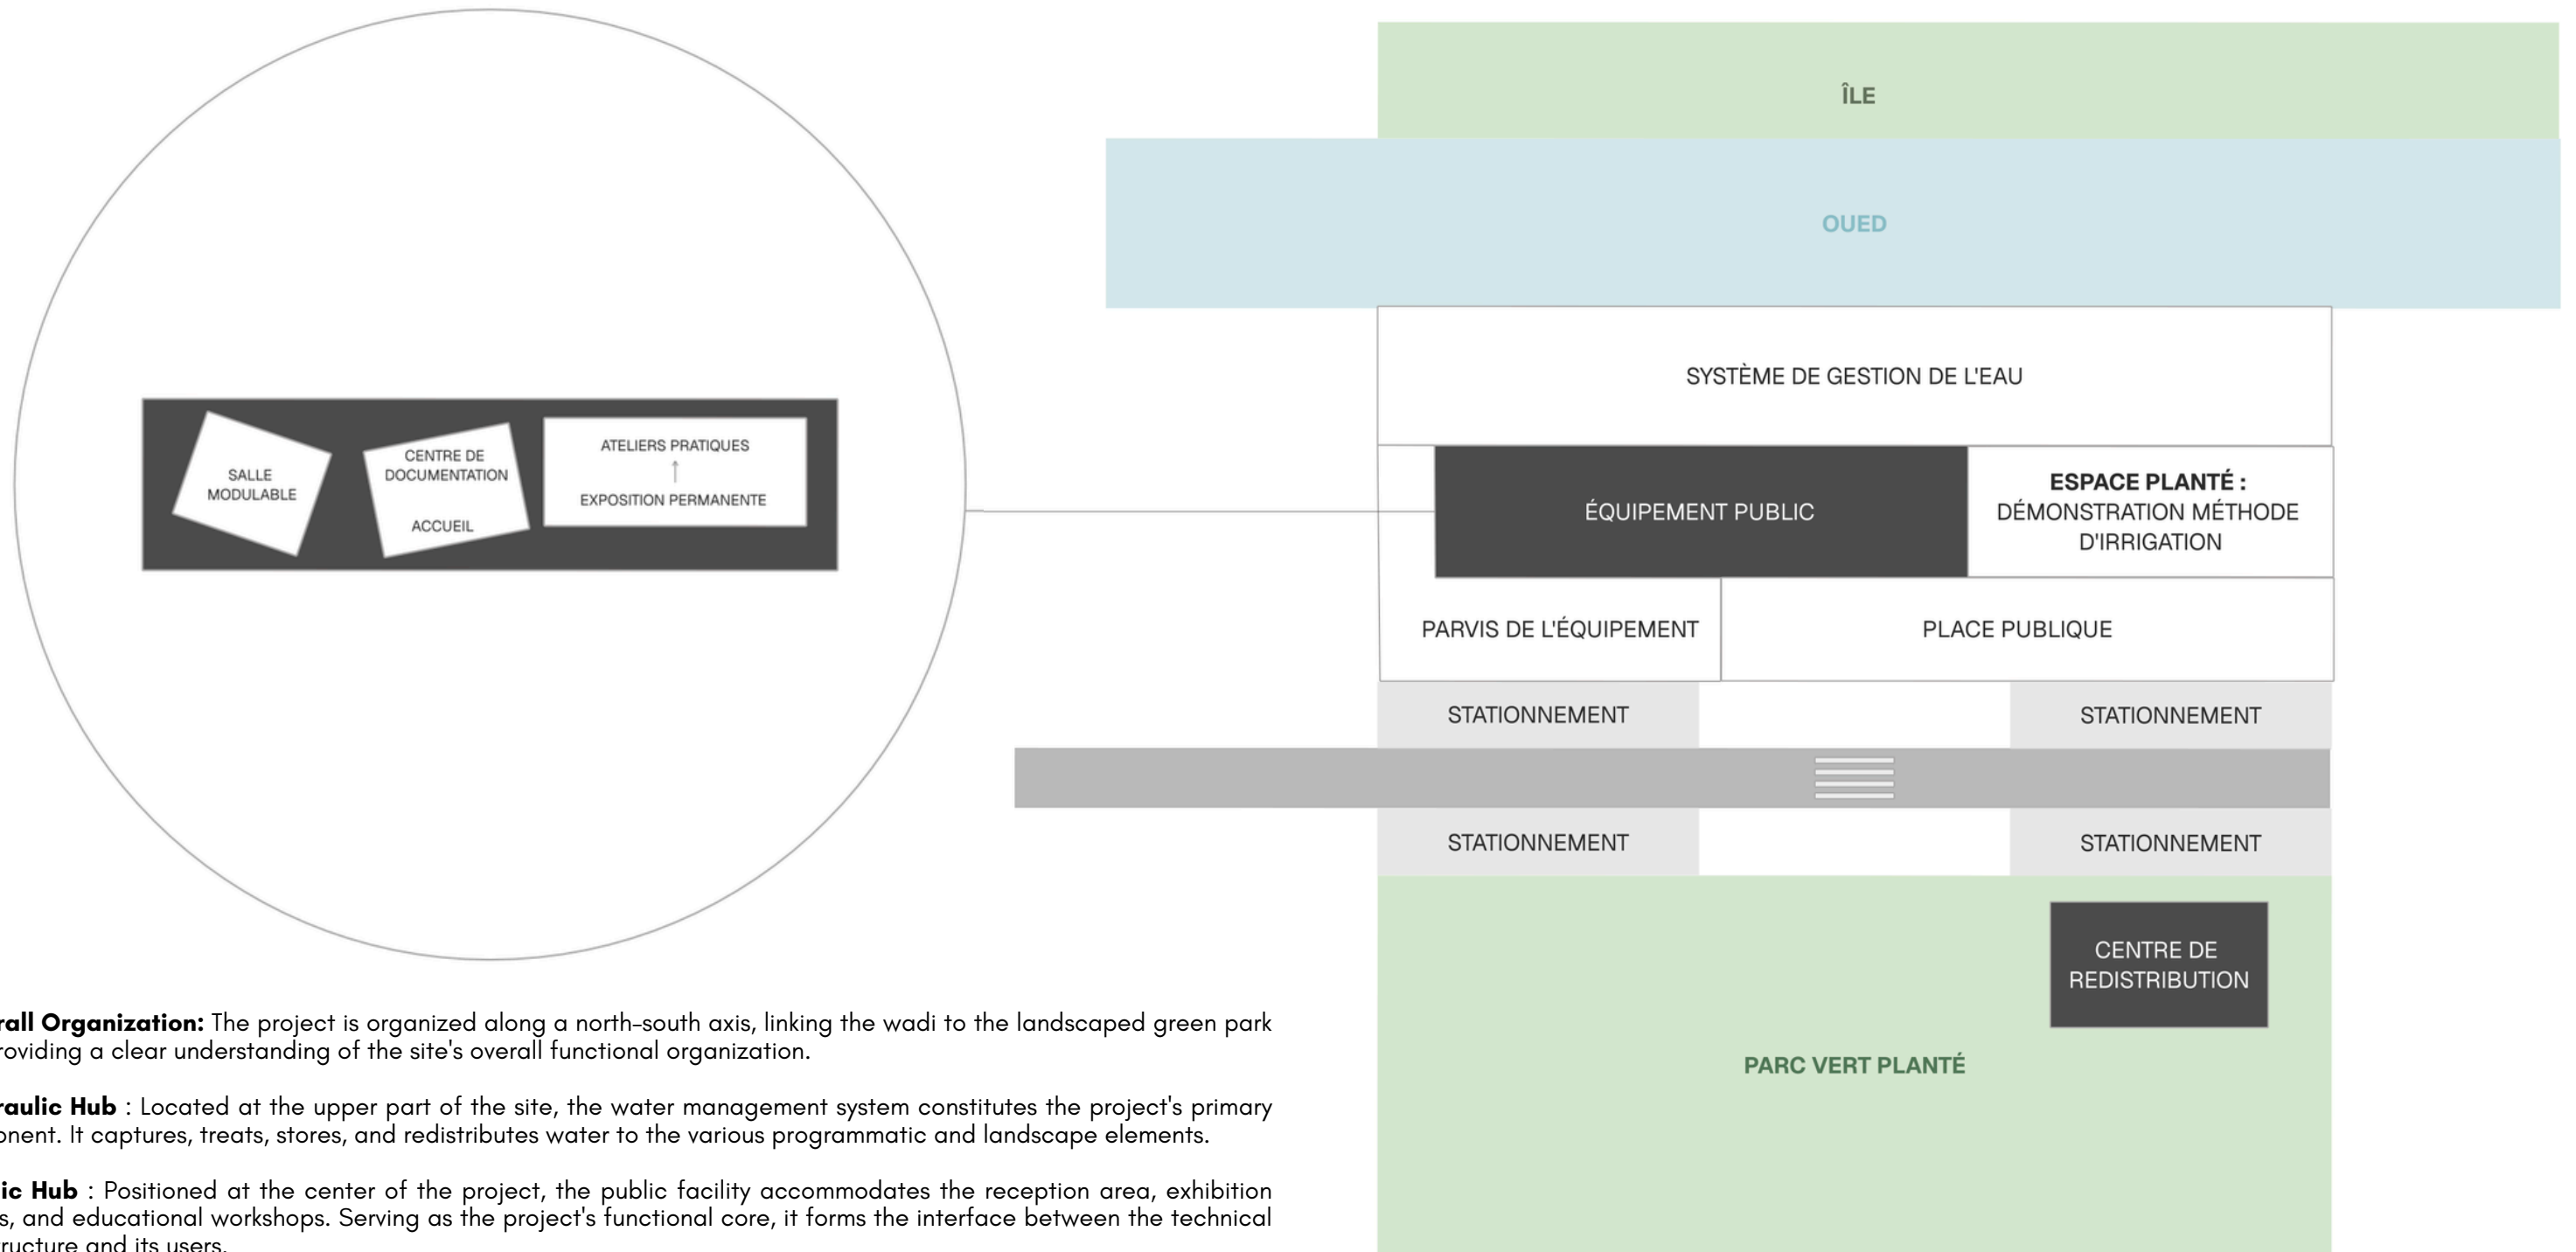 ÎLE
OUED
SYSTÈME DE GESTION DE L'EAU
SALLE
MODULABLE
CENTRE DE
DOCUMENTATION
ACCUEIL
ATELIERS PRATIQUES
EXPOSITION PERMANENTE
ÉQUIPEMENT PUBLIC
ESPACE PLANTÉ :
DÉMONSTRATION MÉTHODE
D'IRRIGATION
PARVIS DE L'ÉQUIPEMENT
PLACE PUBLIQUE
STATIONNEMENT
STATIONNEMENT
STATIONNEMENT
STATIONNEMENT
CENTRE DE
REDISTRIBUTION
PARC VERT PLANTÉ
Organization: The project is organized along a north-south axis, linking the wadi to the landscaped green park
a clear understanding of the site's overall functional organization.
Hub : Located at the upper part of the site, the water management system constitutes the project's primary
It captures, treats, stores, and redistributes water to the various programmatic and landscape elements.
Hub : Positioned at the center of the project, the public facility accommodates the reception area, exhibition
and educational workshops. Serving as the project's functional core, it forms the interface between the technical
and its users.